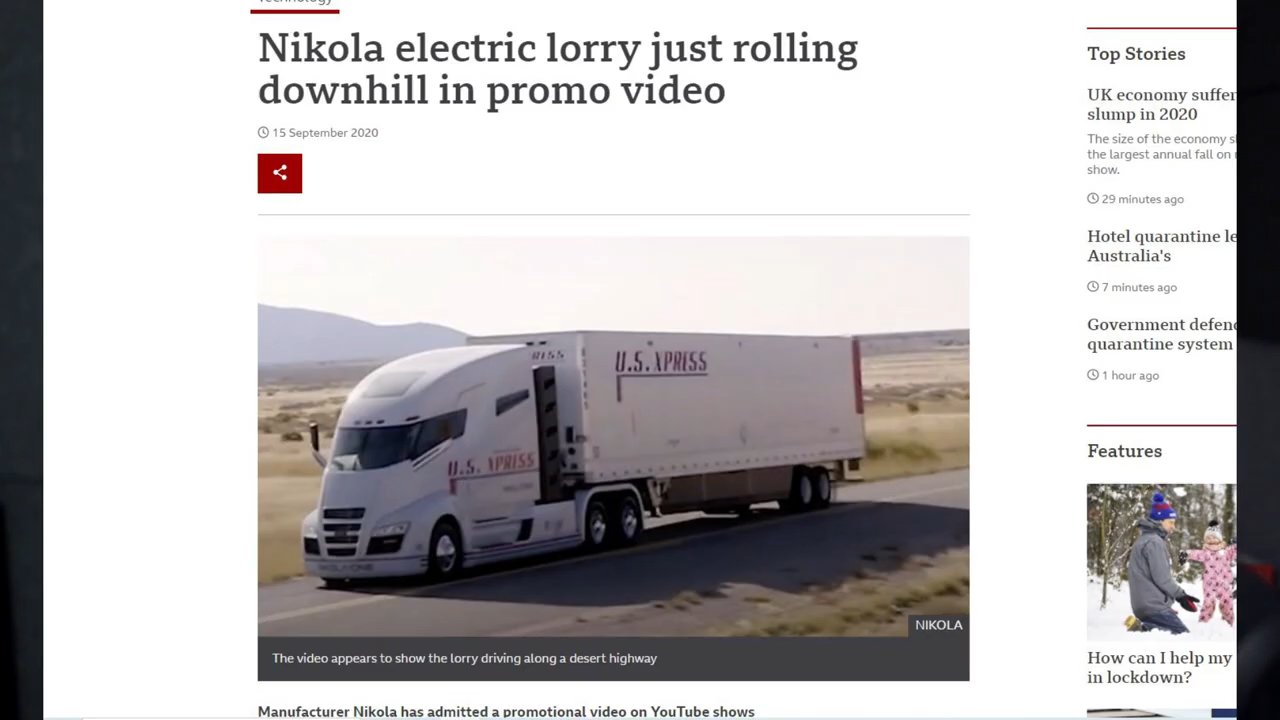 Technology
Nikola electric lorry just rolling
downhill in promo video
15 September 2020
RESS
U.S. XPRESS
U.S. XPRESS
NIKOLA
The video appears to show the lorry driving along a desert highway
Manufacturer Nikola has admitted a promotional video on YouTube shows
Top Stories
UK economy suffer
slump in 2020
The size of the economy s
the largest annual fall on
show.
29 minutes ago
Hotel quarantine le
Australia's
7 minutes ago
Government defend
quarantine system
1 hour ago
Features
How can I help my
in lockdown?